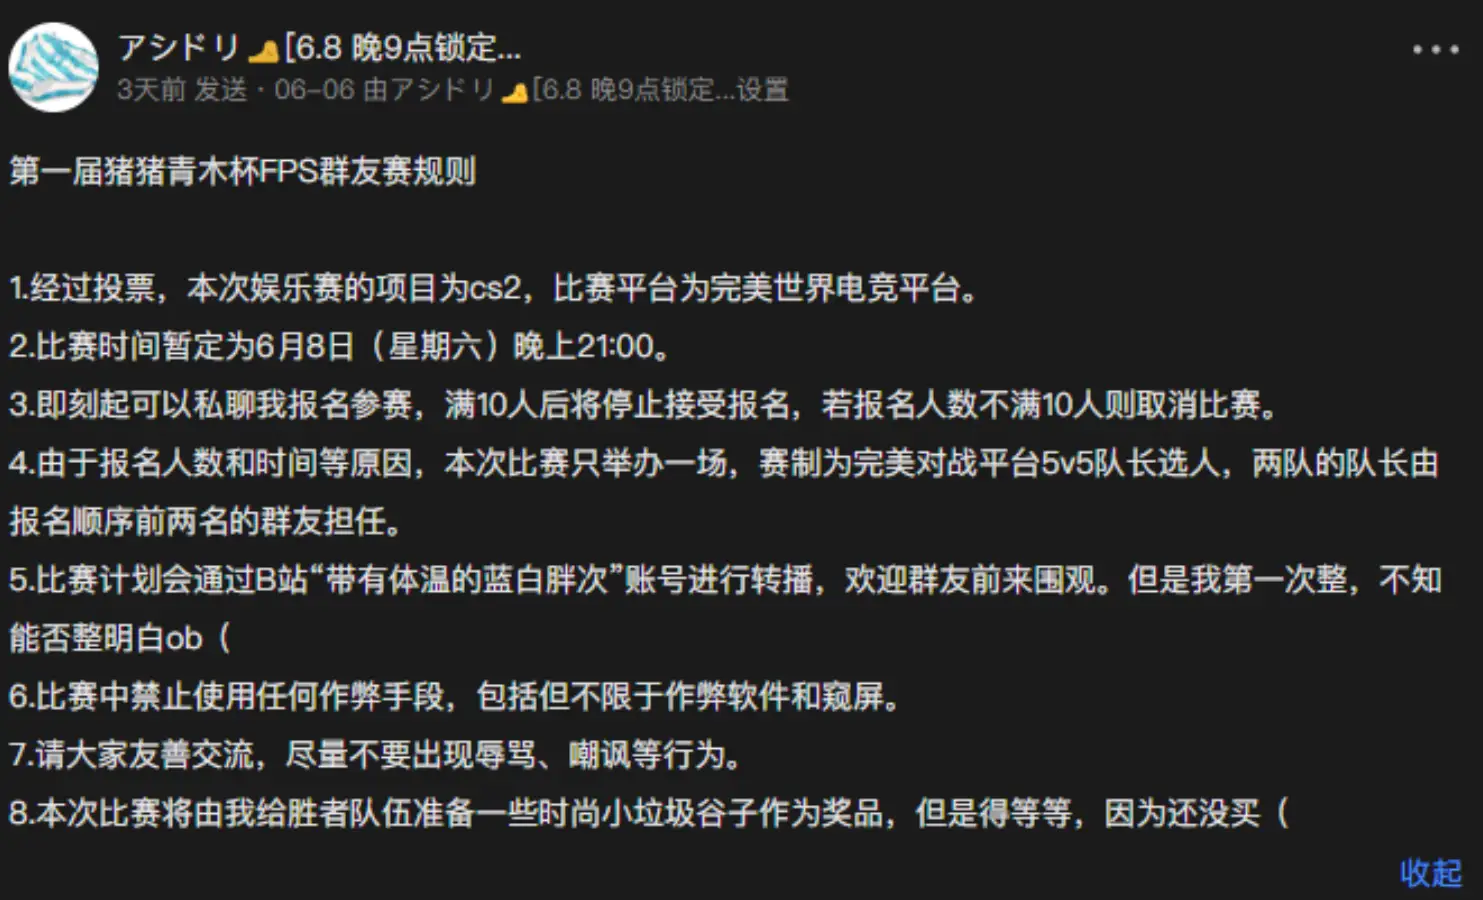 アシドリ🦶[6.8 晚9点锁定...
3天前 发送 · 06-06 由アシドリ🦶[6.8 晚9点锁定...设置
第一届猪猪青木杯FPS群友赛规则
1.经过投票，本次娱乐赛的项目为cs2，比赛平台为完美世界电竞平台。
2.比赛时间暂定为6月8日（星期六）晚上21:00。
3.即刻起可以私聊我报名参赛，满10人后将停止接受报名，若报名人数不满10人则取消比赛。
4.由于报名人数和时间等原因，本次比赛只举办一场，赛制为完美对战平台5v5队长选人，两队的队长由
报名顺序前两名的群友担任。
5.比赛计划会通过B站“带有体温的蓝白胖次”账号进行转播，欢迎群友前来围观。但是我第一次整，不知
能否整明白ob（
6.比赛中禁止使用任何作弊手段，包括但不限于作弊软件和窥屏。
7.请大家友善交流，尽量不要出现辱骂、嘲讽等行为。
8.本次比赛将由我给胜者队伍准备一些时尚小垃圾谷子作为奖品，但是得等等，因为还没买（
收起